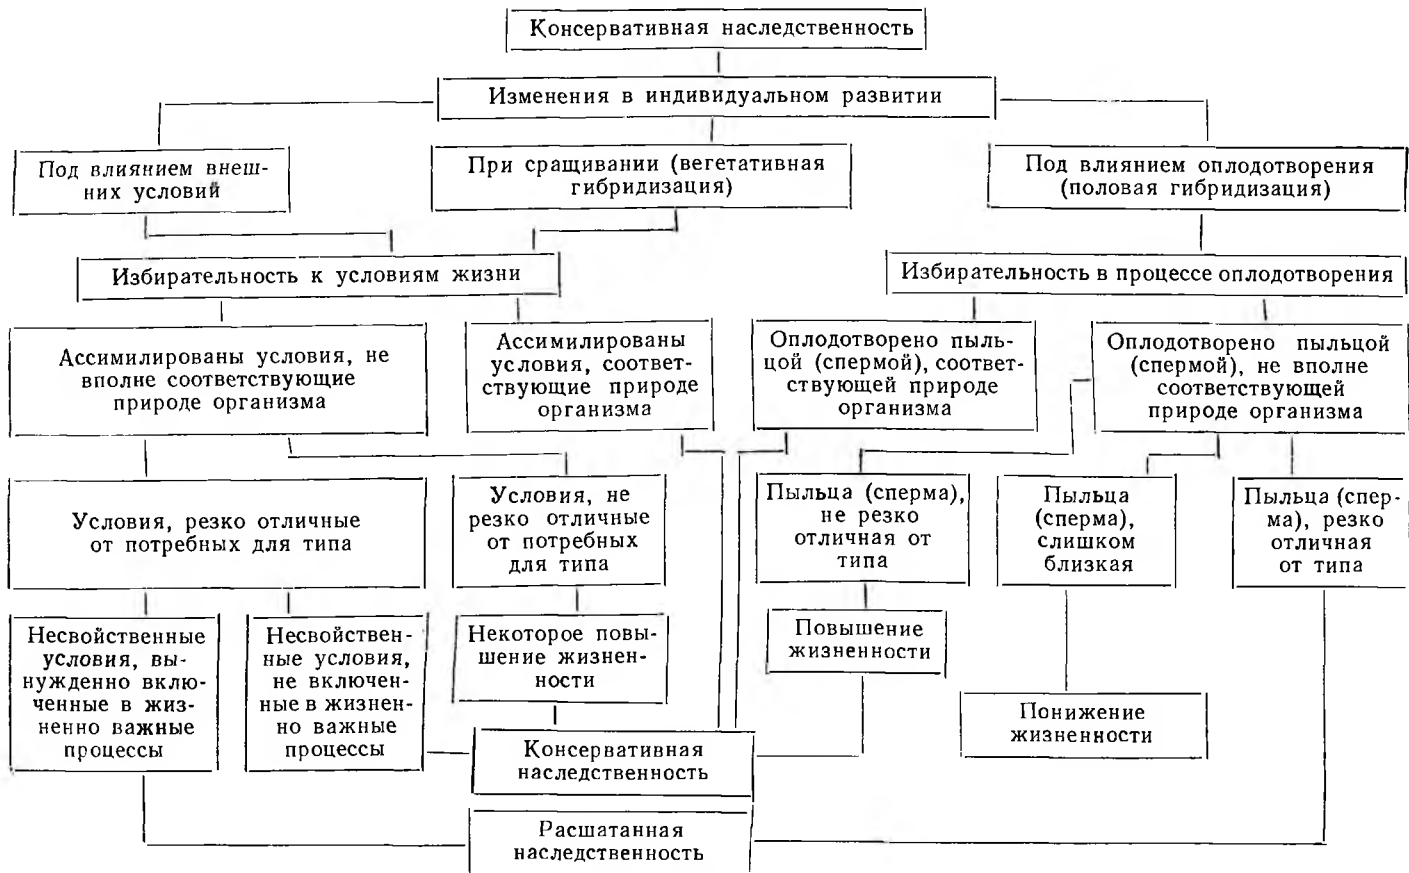 Консервативная наследственность
Изменения в индивидуальном развитии
Под влиянием внеш-
них условий
При сращивании (вегетативная
гибридизация)
Под влиянием оплодотворения
(половая гибридизация)
Избирательность к условиям жизни
Избирательность в процессе оплодотворения
Ассимилированы условия, не
вполне соответствующие
природе организма
Ассимилированы
условия, соответ-
ствующие природе
организма
Оплодотворено пыль-
цой (спермой), соответ-
ствующей природе
организма
Оплодотворено пыльцой
(спермой), не вполне
соответствующей
природе организма
Условия, резко отличные
от потребных для типа
Условия, не
резко отличные
от потребных
для типа
Пыльца (сперма),
не резко
отличная от
типа
Пыльца
(сперма),
слишком
близкая
Пыльца (спер-
ма), резко
отличная
от типа
Несвойственные
условия, вы-
нужденно вклю-
ченные в жиз-
ненно важные
процессы
Несвойствен-
ные условия,
не включен-
ные в жизнен-
но важные
процессы
Некоторое повы-
шение жизнен-
ности
Повышение
жизненности
Понижение
жизненности
Консервативная
наследственность
Расшатанная
наследственность